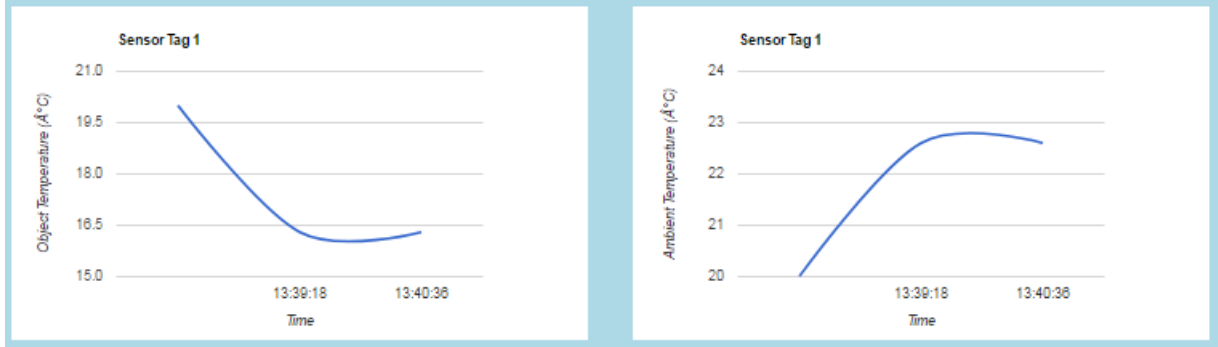 Sensor Tag 1
Object Temperature (Â°C)
21.0
19.5
18.0
16.5
15.0
13:39:18 13:40:36
Time
Sensor Tag 1
Ambient Temperature (Â°C)
24
23
22
21
20
13:39:18 13:40:36
Time